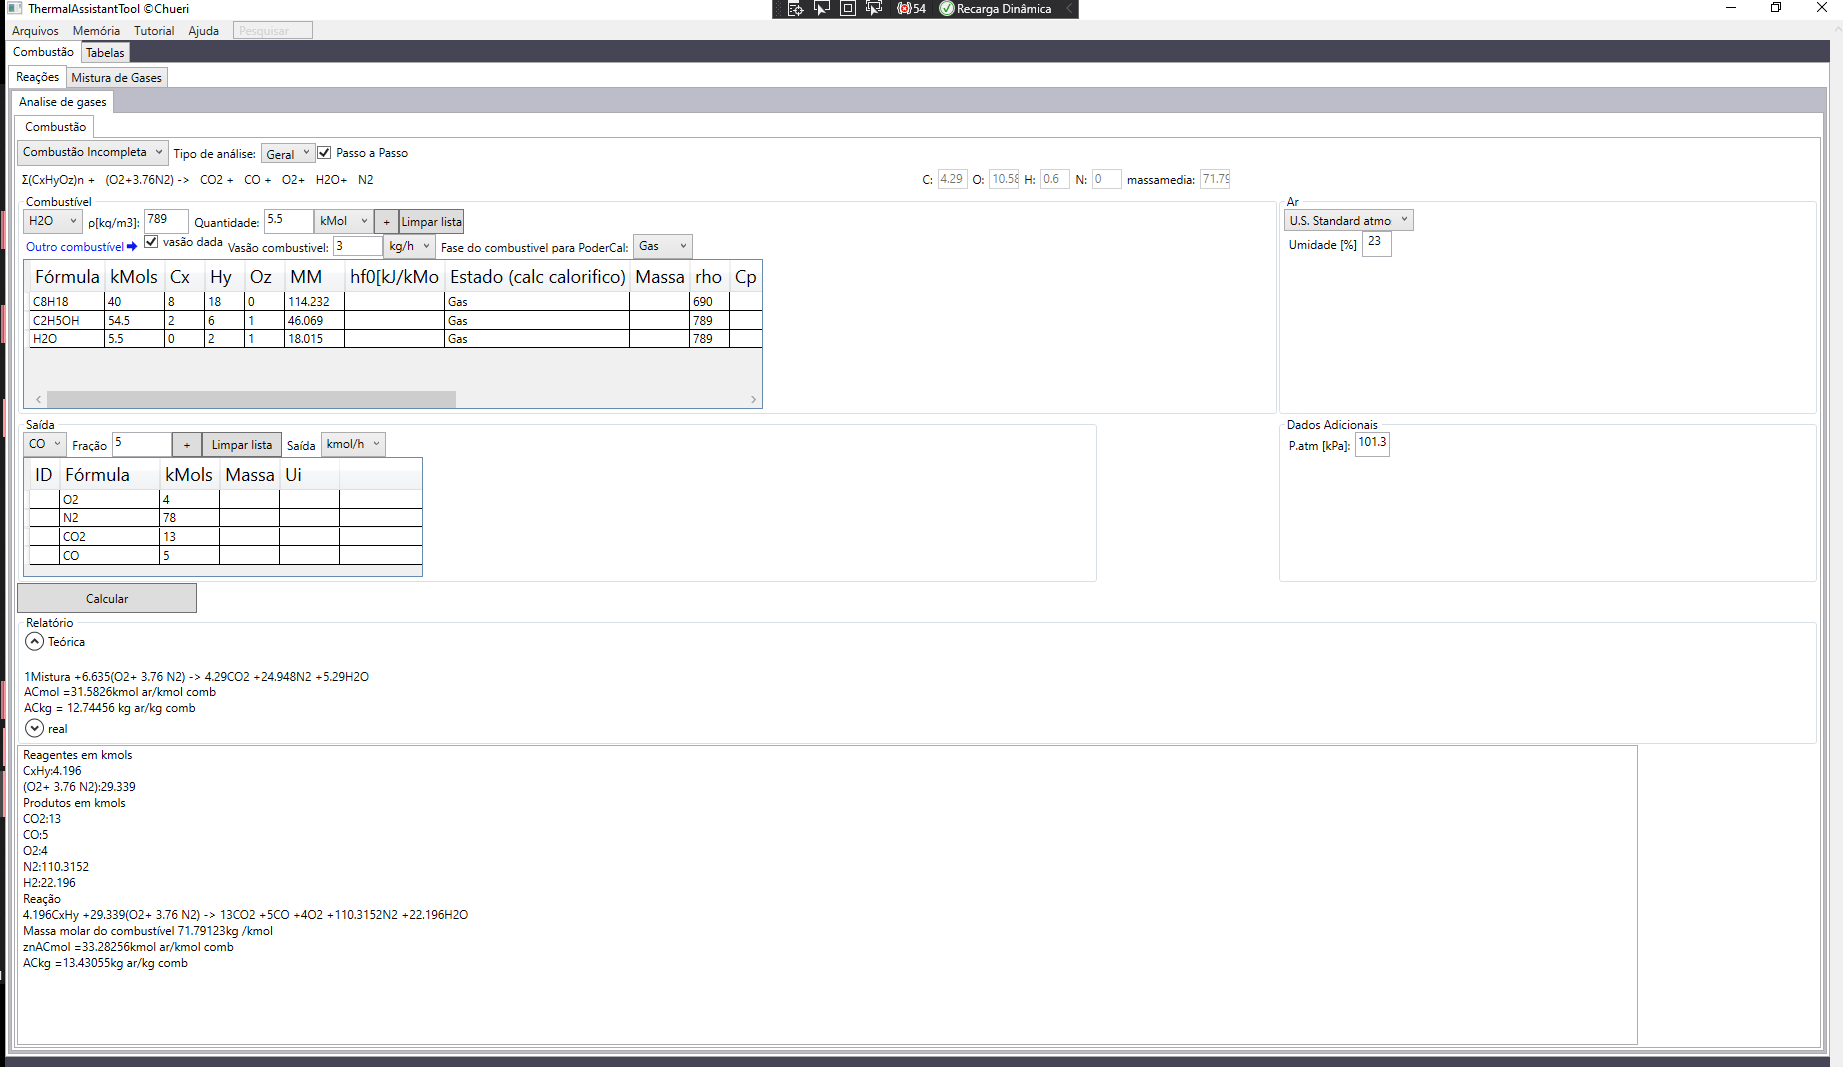 ThermalAssistantTool ©Chueri
54 Recarga Dinâmica
Arquivos Memória Tutorial Ajuda Pesquisar
Combustão Tabelas
Reações Mistura de Gases
Analise de gases
Combustão
Combustão Incompleta Tipo de análise: Geral Passo a Passo
Σ(CxHyOz)n + (O2+3.76N2) -> CO2 + CO + O2+ H2O+ N2
C: 4.29 O: 10.58 H: 0.6 N: 0 massamedia: 71.79
Combustível
H2O ρ[kg/m3]: 789 Quantidade: 5.5 kMol + Limpar lista
Outro combustível vasão dada Vasão combustivel: 3 kg/h Fase do combustivel para PoderCal: Gas
Fórmula kMols Cx Hy Oz MM hf0[kJ/kMo Estado (calc calorifico) Massa rho Cp
C8H18 40 8 18 0 114.232 Gas 690
C2H5OH 54.5 2 6 1 46.069 Gas 789
H2O 5.5 0 2 1 18.015 Gas 789
Ar
U.S. Standard atmo
Umidade [%] 23
Saída
CO Fração 5 + Limpar lista Saída kmol/h
ID Fórmula kMols Massa Ui
O2 4
N2 78
CO2 13
CO 5
Dados Adicionais
P.atm [kPa]: 101.3
Calcular
Relatório
Teórica
1Mistura +6.635(O2+ 3.76 N2) -> 4.29CO2 +24.948N2 +5.29H2O
ACmol =31.5826kmol ar/kmol comb
ACkg = 12.74456 kg ar/kg comb
real
Reagentes em kmols
CxHy:4.196
(O2+ 3.76 N2):29.339
Produtos em kmols
CO2:13
CO:5
O2:4
N2:110.3152
H2:22.196
Reação
4.196CxHy +29.339(O2+ 3.76 N2) -> 13CO2 +5CO +4O2 +110.3152N2 +22.196H2O
Massa molar do combustível 71.79123kg /kmol
znACmol =33.28256kmol ar/kmol comb
ACkg =13.43055kg ar/kg comb